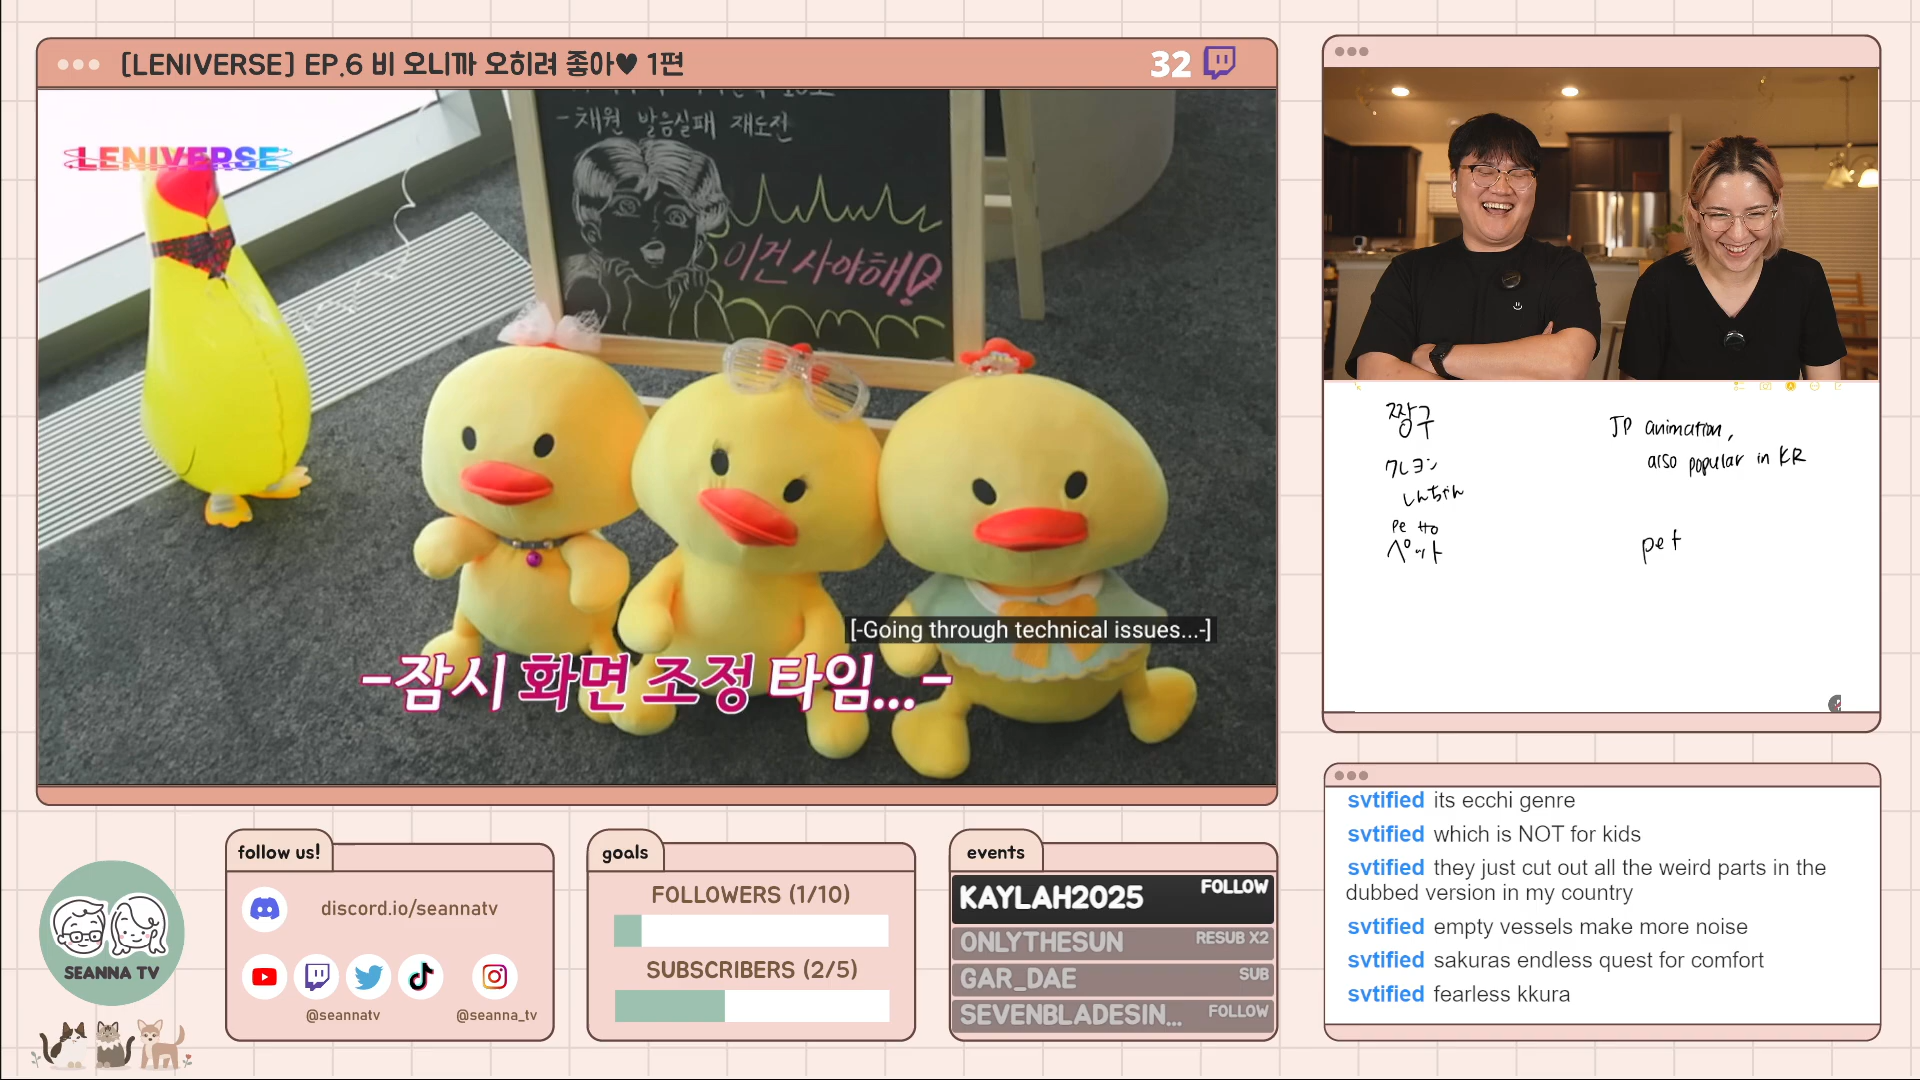 [LENIVERSE] EP.6 비 오니까 오히려 좋아♥ 1편
32
-채원 발음실패 재도전
LENIVERSE
이건 사야해!
[-Going through technical issues...-]
-잠시 화면 조정 타임...-
짱구
JP animation,
also popular in KR
クレヨン
しんちゃん
Pe tto
ペット
pet
svtified its ecchi genre
svtified which is NOT for kids
svtified they just cut out all the weird parts in the
dubbed version in my country
svtified empty vessels make more noise
svtified sakuras endless quest for comfort
svtified fearless kkura
follow us!
discord.io/seannatv
@seannatv
@seanna_tv
SEANNA TV
goals
FOLLOWERS (1/10)
SUBSCRIBERS (2/5)
events
KAYLAH2025 FOLLOW
ONLYTHESUN RESUB X2
GAR_DAE SUB
SEVENBLADESIN... FOLLOW